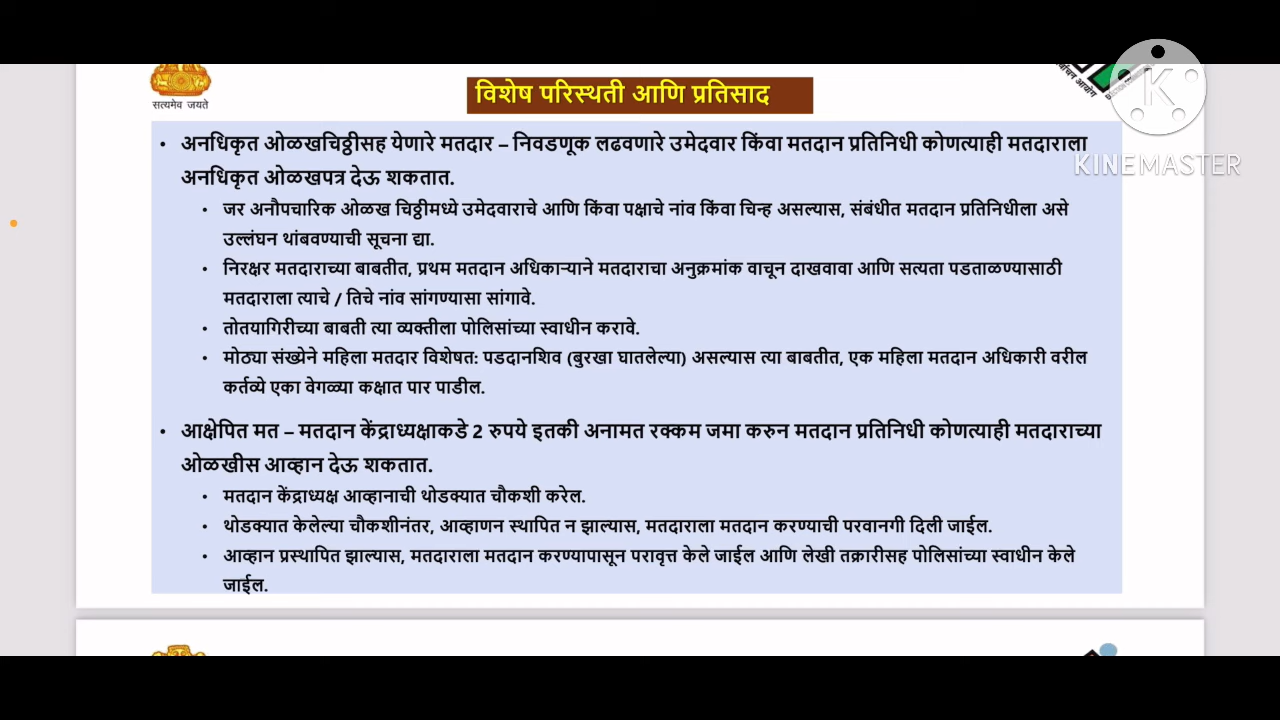 सत्यमेव जयते
विशेष परिस्थती आणि प्रतिसाद
KINEMASTER
• अनधिकृत ओळखचिठ्ठीसह येणारे मतदार – निवडणूक लढवणारे उमेदवार किंवा मतदान प्रतिनिधी कोणत्याही मतदाराला
अनधिकृत ओळखपत्र देऊ शकतात.
• जर अनौपचारिक ओळख चिठ्ठीमध्ये उमेदवाराचे आणि किंवा पक्षाचे नांव किंवा चिन्ह असल्यास, संबंधीत मतदान प्रतिनिधीला असे
उल्लंघन थांबवण्याची सूचना द्या.
• निरक्षर मतदाराच्या बाबतीत, प्रथम मतदान अधिकाऱ्याने मतदाराचा अनुक्रमांक वाचून दाखवावा आणि सत्यता पडताळण्यासाठी
मतदाराला त्याचे / तिचे नांव सांगण्यासा सांगावे.
• तोतयागिरीच्या बाबती त्या व्यक्तीला पोलिसांच्या स्वाधीन करावे.
• मोठ्या संख्येने महिला मतदार विशेषत: पडदानशिव (बुरखा घातलेल्या) असल्यास त्या बाबतीत, एक महिला मतदान अधिकारी वरील
कर्तव्ये एका वेगळ्या कक्षात पार पाडील.
• आक्षेपित मत – मतदान केंद्राध्यक्षाकडे 2 रुपये इतकी अनामत रक्कम जमा करुन मतदान प्रतिनिधी कोणत्याही मतदाराच्या
ओळखीस आव्हान देऊ शकतात.
• मतदान केंद्राध्यक्ष आव्हानाची थोडक्यात चौकशी करेल.
• थोडक्यात केलेल्या चौकशीनंतर, आव्हाणन स्थापित न झाल्यास, मतदाराला मतदान करण्याची परवानगी दिली जाईल.
• आव्हान प्रस्थापित झाल्यास, मतदाराला मतदान करण्यापासून परावृत्त केले जाईल आणि लेखी तक्रारीसह पोलिसांच्या स्वाधीन केले
जाईल.